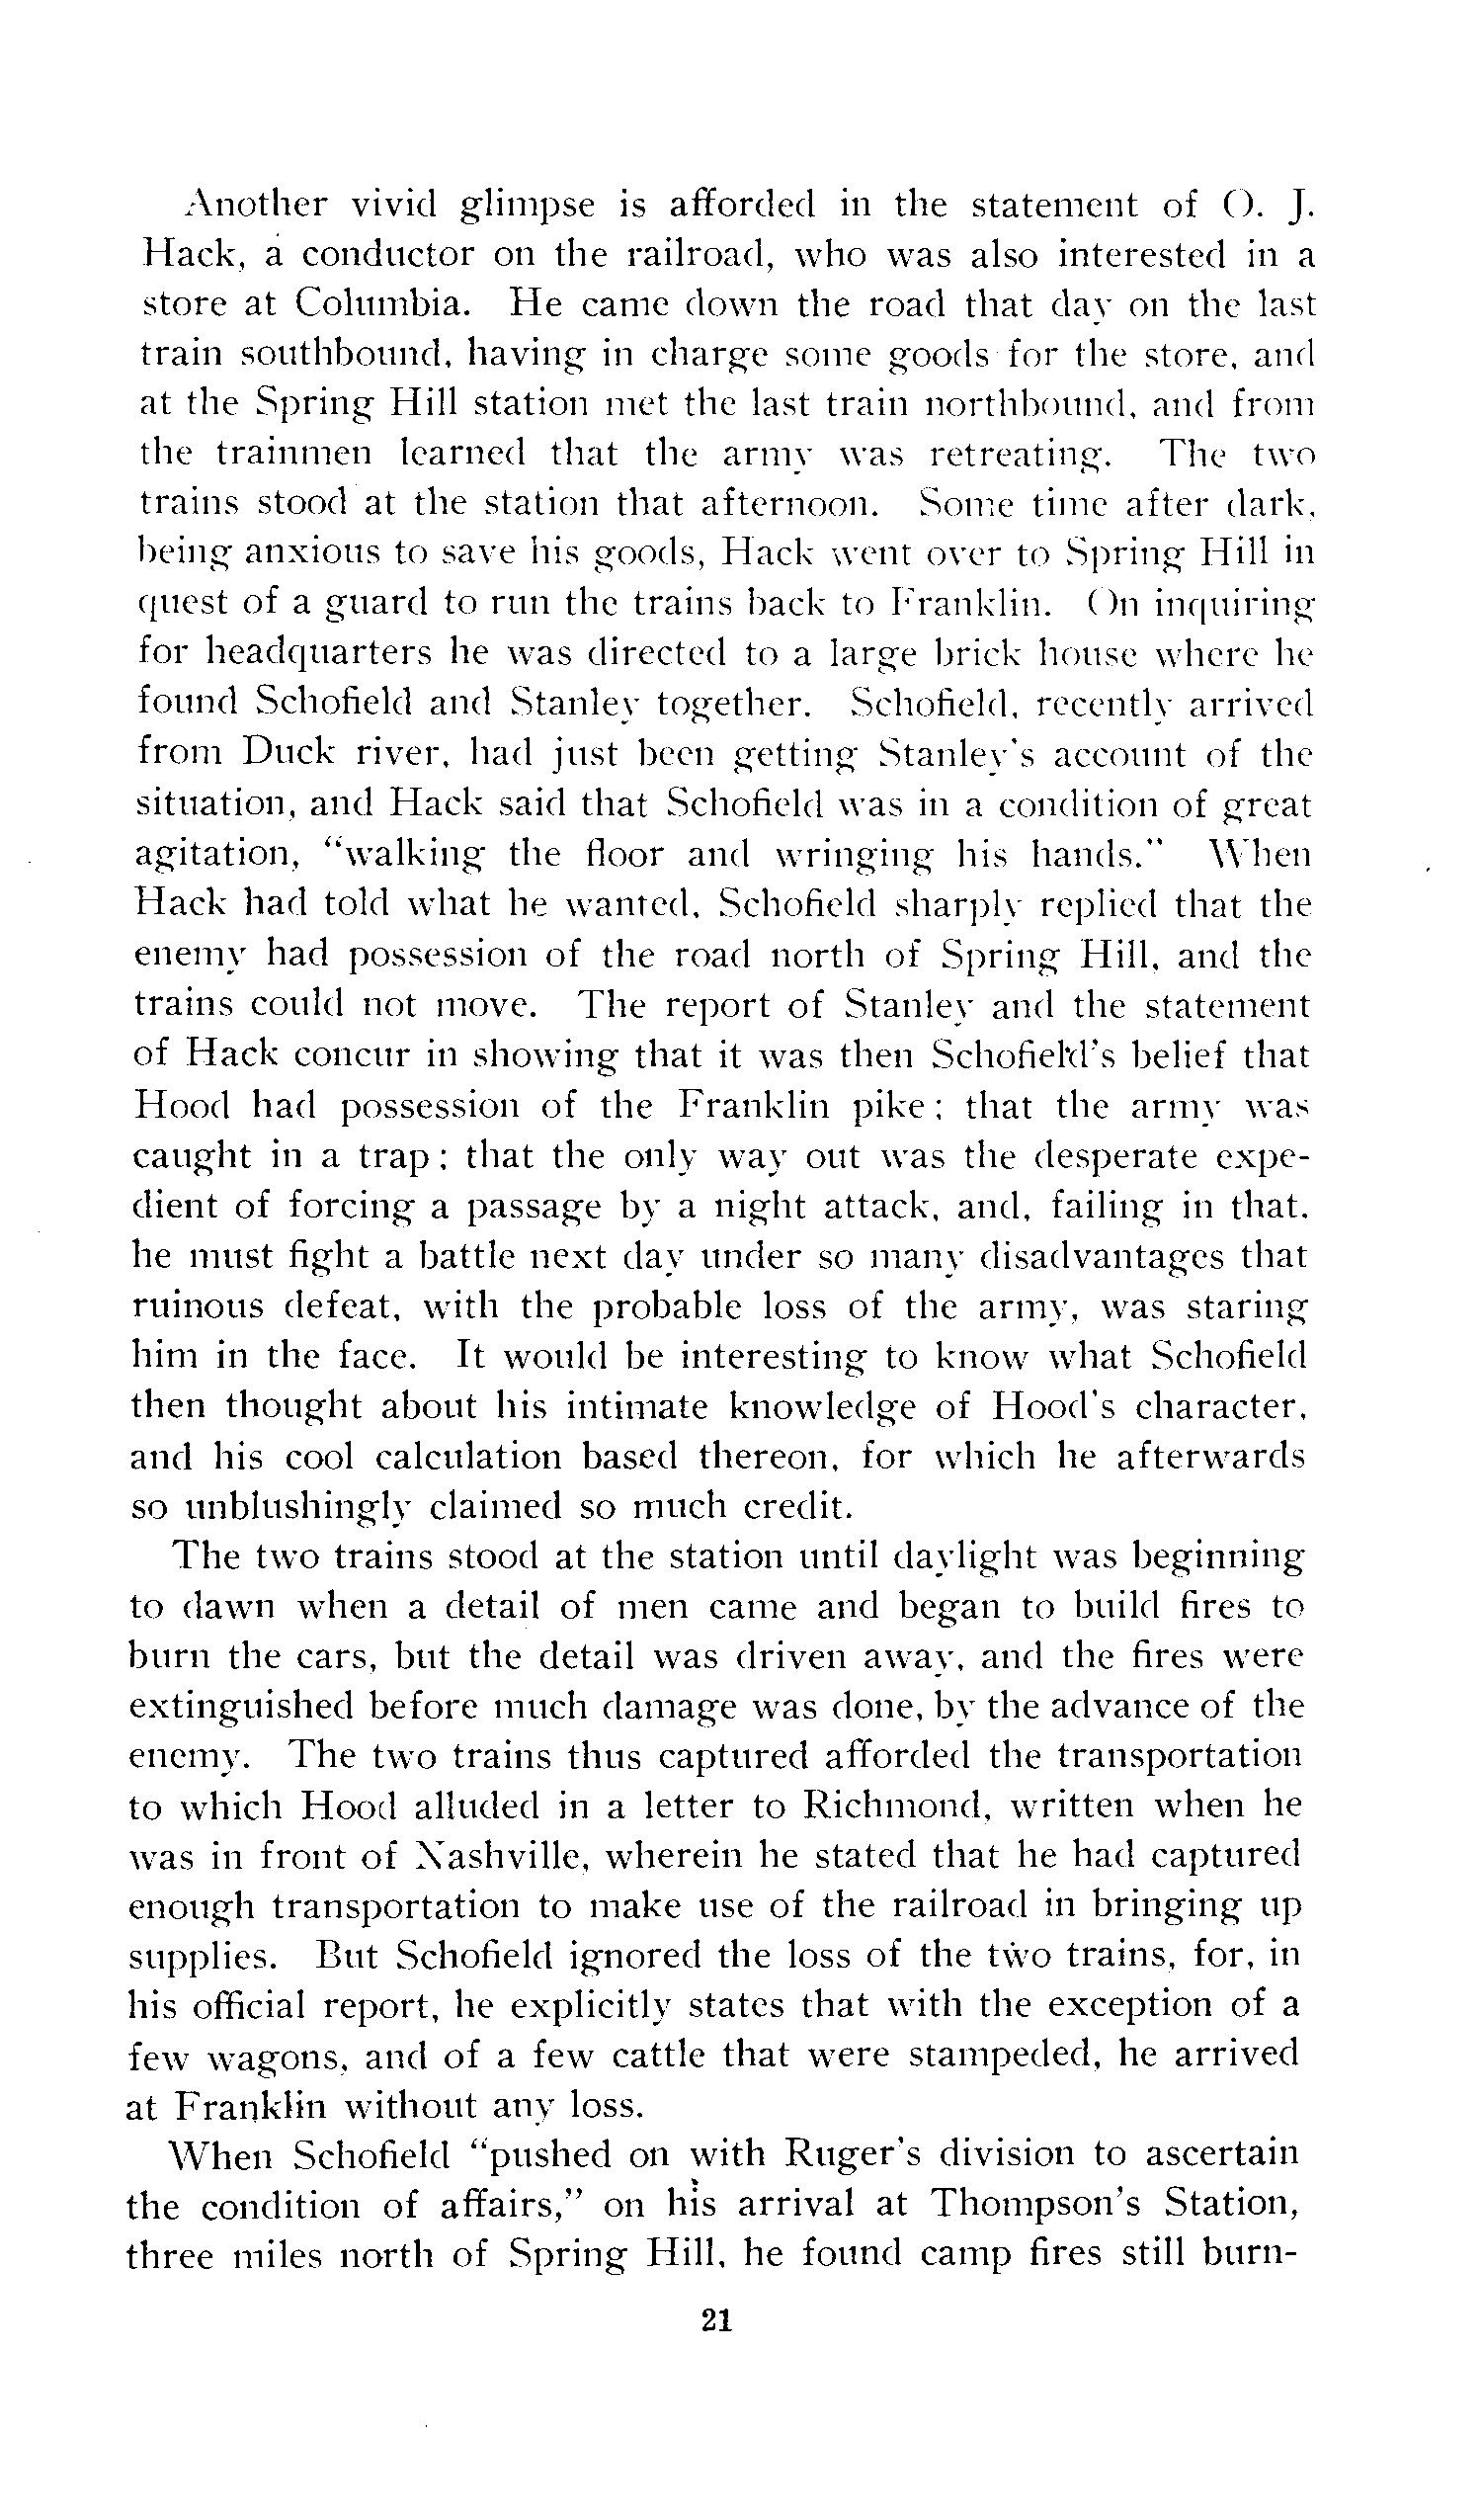 Another vivid glimpse is afforded in the statement of O. J.
Hack, a conductor on the railroad, who was also interested in a
store at Columbia. He came down the road that day on the last
train southbound, having in charge some goods for the store, and
at the Spring Hill station met the last train northbound, and from
the trainmen learned that the army was retreating. The two
trains stood at the station that afternoon. Some time after dark,
being anxious to save his goods, Hack went over to Spring Hill in
quest of a guard to run the trains back to Franklin. On inquiring
for headquarters he was directed to a large brick house where he
found Schofield and Stanley together. Schofield, recently arrived
from Duck river, had just been getting Stanley's account of the
situation, and Hack said that Schofield was in a condition of great
agitation, "walking the floor and wringing his hands." When
Hack had told what he wanted, Schofield sharply replied that the
enemy had possession of the road north of Spring Hill, and the
trains could not move. The report of Stanley and the statement
of Hack concur in showing that it was then Schofield's belief that
Hood had possession of the Franklin pike; that the army was
caught in a trap; that the only way out was the desperate expe-
dient of forcing a passage by a night attack, and, failing in that,
he must fight a battle next day under so many disadvantages that
ruinous defeat, with the probable loss of the army, was staring
him in the face. It would be interesting to know what Schofield
then thought about his intimate knowledge of Hood's character,
and his cool calculation based thereon, for which he afterwards
so unblushingly claimed so much credit.
The two trains stood at the station until daylight was beginning
to dawn when a detail of men came and began to build fires to
burn the cars, but the detail was driven away, and the fires were
extinguished before much damage was done, by the advance of the
enemy. The two trains thus captured afforded the transportation
to which Hood alluded in a letter to Richmond, written when he
was in front of Nashville, wherein he stated that he had captured
enough transportation to make use of the railroad in bringing up
supplies. But Schofield ignored the loss of the two trains, for, in
his official report, he explicitly states that with the exception of a
few wagons, and of a few cattle that were stampeded, he arrived
at Franklin without any loss.
When Schofield "pushed on with Ruger's division to ascertain
the condition of affairs," on his arrival at Thompson's Station,
three miles north of Spring Hill, he found camp fires still burn-
21